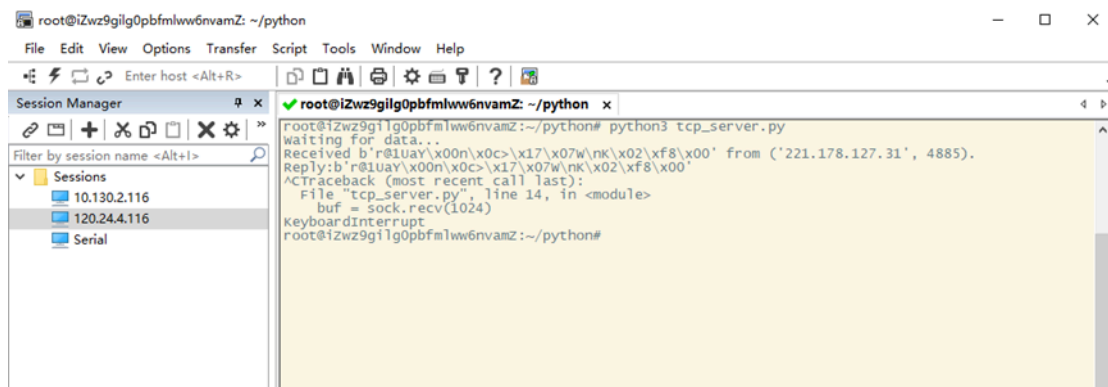 root@iZwz9gilg0pbfmlww6nvamZ: ~/python
File Edit View Options Transfer Script Tools Window Help
Enter host <Alt+R>
Session Manager
root@iZwz9gilg0pbfmlww6nvamZ: ~/python
Filter by session name <Alt+I>
Sessions
10.130.2.116
120.24.4.116
Serial
root@iZwz9gilg0pbfmlww6nvamZ:~/python# python3 tcp_server.py
Waiting for data...
Received b'r@1UaY\x00n\x0c>\x17\x07W\nK\x02\xf8\x00' from ('221.178.127.31', 4885).
Reply:b'r@1UaY\x00n\x0c>\x17\x07W\nK\x02\xf8\x00'
^CTraceback (most recent call last):
  File "tcp_server.py", line 14, in <module>
    buf = sock.recv(1024)
KeyboardInterrupt
root@iZwz9gilg0pbfmlww6nvamZ:~/python#